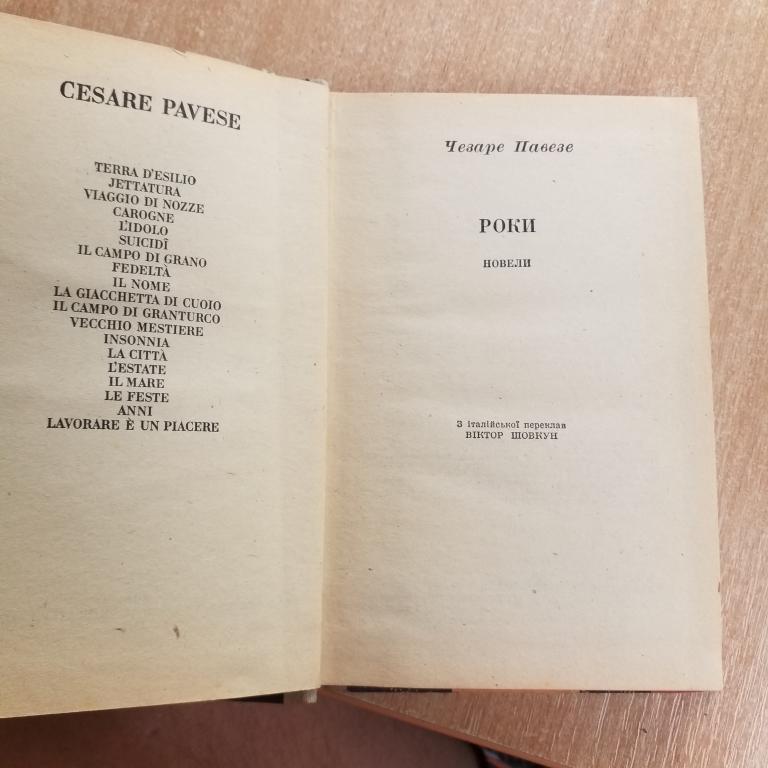 CESARE PAVESE
TERRA D'ESILIO
JETTATURA
VIAGGIO DI NOZZE
CAROGNE
L'IDOLO
SUICIDÎ
IL CAMPO DI GRANO
FEDELTÀ
IL NOME
LA GIACCHETTA DI CUOIO
IL CAMPO DI GRANTURCO
VECCHIO MESTIERE
INSONNIA
LA CITTÀ
L'ESTATE
IL MARE
LE FESTE
ANNI
LAVORARE È UN PIACERE
Чезаре Павезе
РОКИ
НОВЕЛИ
З італійської переклав
ВІКТОР ШОВКУН